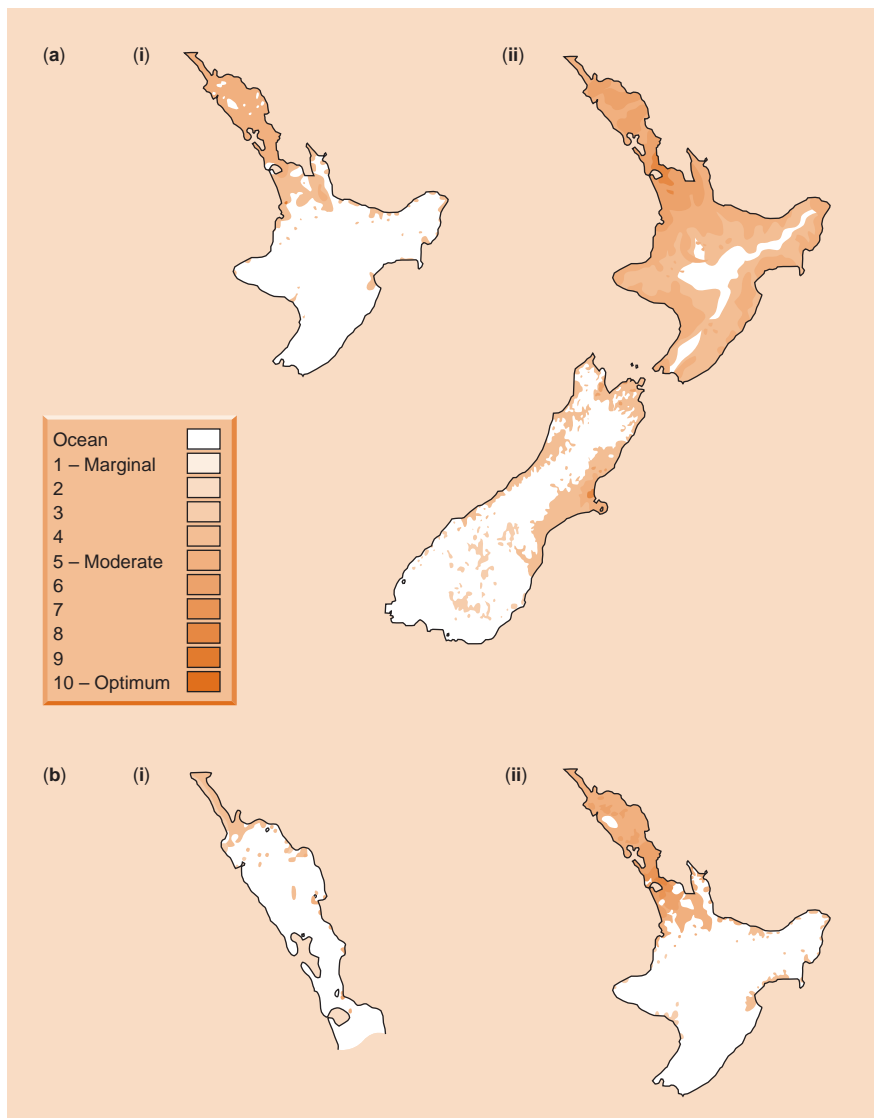 (a) (i) (ii)
Ocean
1 – Marginal
2
3
4
5 – Moderate
6
7
8
9
10 – Optimum
(b) (i) (ii)